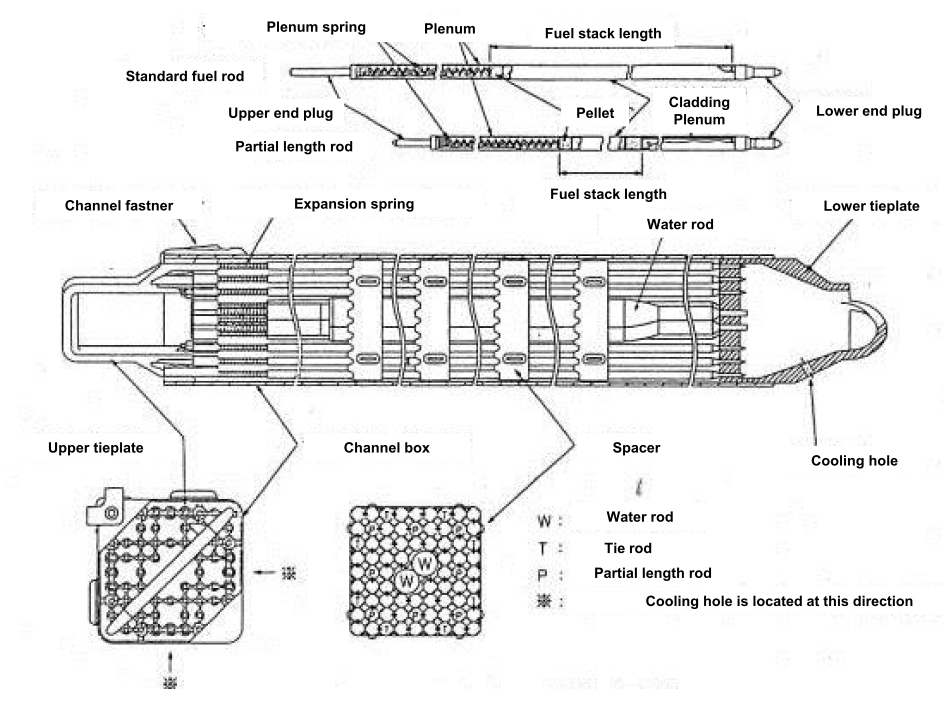 Plenum spring
Plenum
Fuel stack length
Standard fuel rod
Upper end plug
Pellet
Cladding
Plenum
Lower end plug
Partial length rod
Fuel stack length
Channel fastner
Expansion spring
Water rod
Lower tieplate
Upper tieplate
Channel box
Spacer
Cooling hole
l
W : Water rod
T : Tie rod
P : Partial length rod
※ : Cooling hole is located at this direction
※
※
W
W